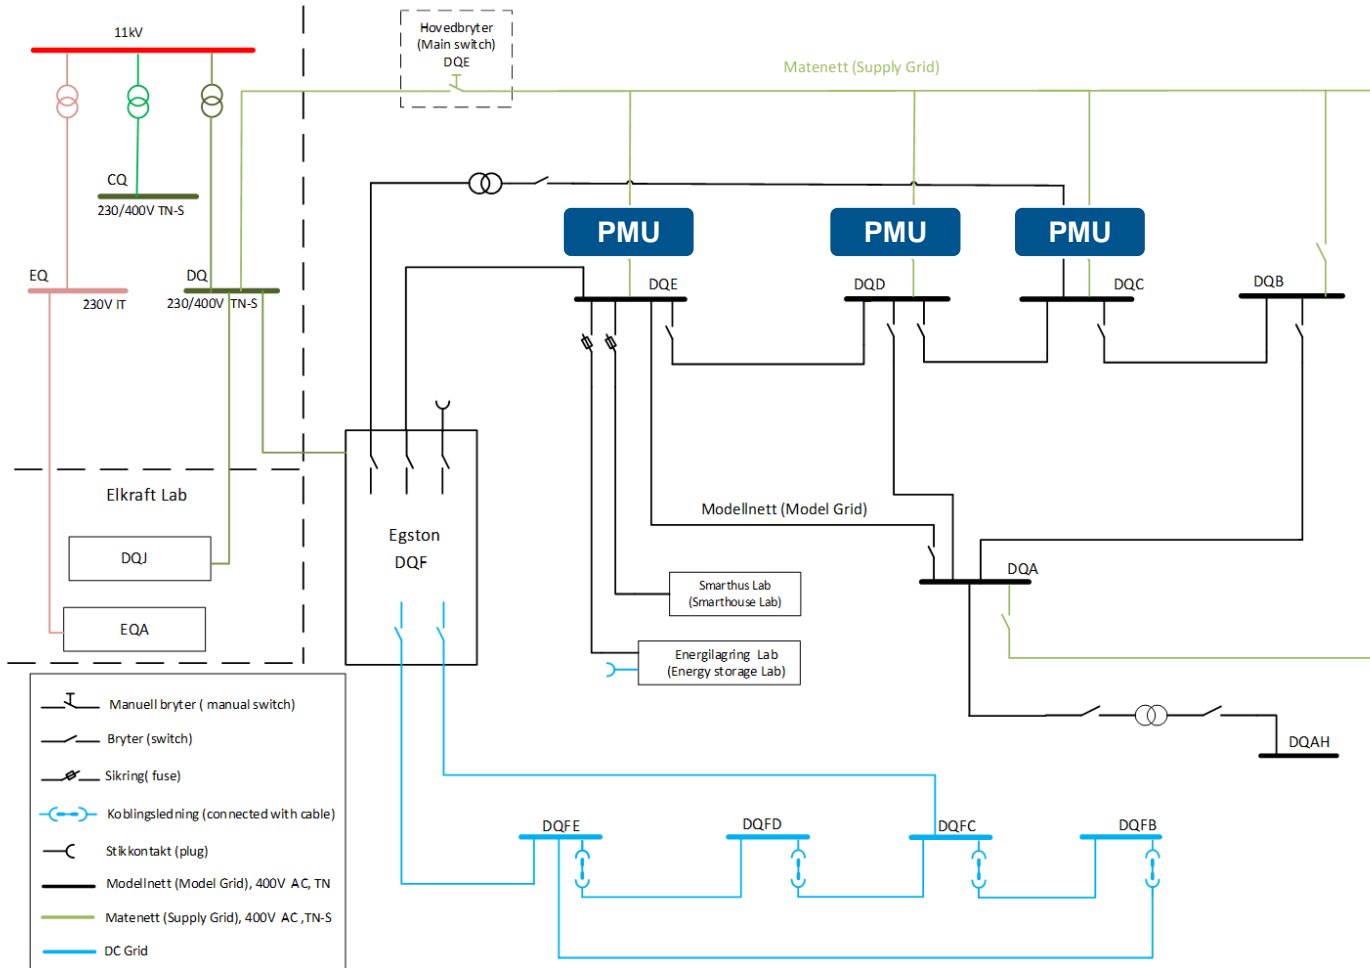 11kV
Hovedbryter
(Main switch)
DQE
Matenett (Supply Grid)
CQ
230/400V TN-S
PMU
PMU
PMU
EQ
230V IT
DQ
230/400V TN-S
DQE
DQD
DQC
DQB
Elkraft Lab
DQJ
EQA
Egston
DQF
Modellnett (Model Grid)
DQA
Smarthus Lab
(Smarthouse Lab)
Energilagring Lab
(Energy storage Lab)
DQAH
Manuell bryter ( manual switch)
Bryter (switch)
Sikring( fuse)
Koblingsledning (connected with cable)
Stikkontakt (plug)
Modellnett (Model Grid), 400V AC, TN
Matenett (Supply Grid), 400V AC ,TN-S
DC Grid
DQFE
DQFD
DQFC
DQFB